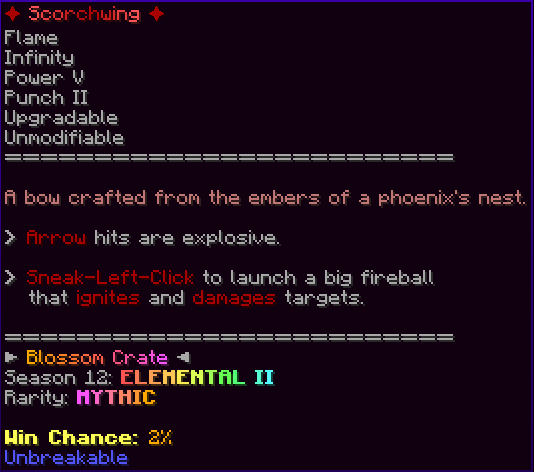 ✦ Scorchwing ✦
Flame
Infinity
Power V
Punch II
Upgradable
Unmodifiable
============================
A bow crafted from the embers of a phoenix's nest.
> Arrow hits are explosive.
> Sneak-Left-Click to launch a big fireball
that ignites and damages targets.
============================
► Blossom Crate ◄
Season 12: ELEMENTAL II
Rarity: MYTHIC
Win Chance: 2%
Unbreakable